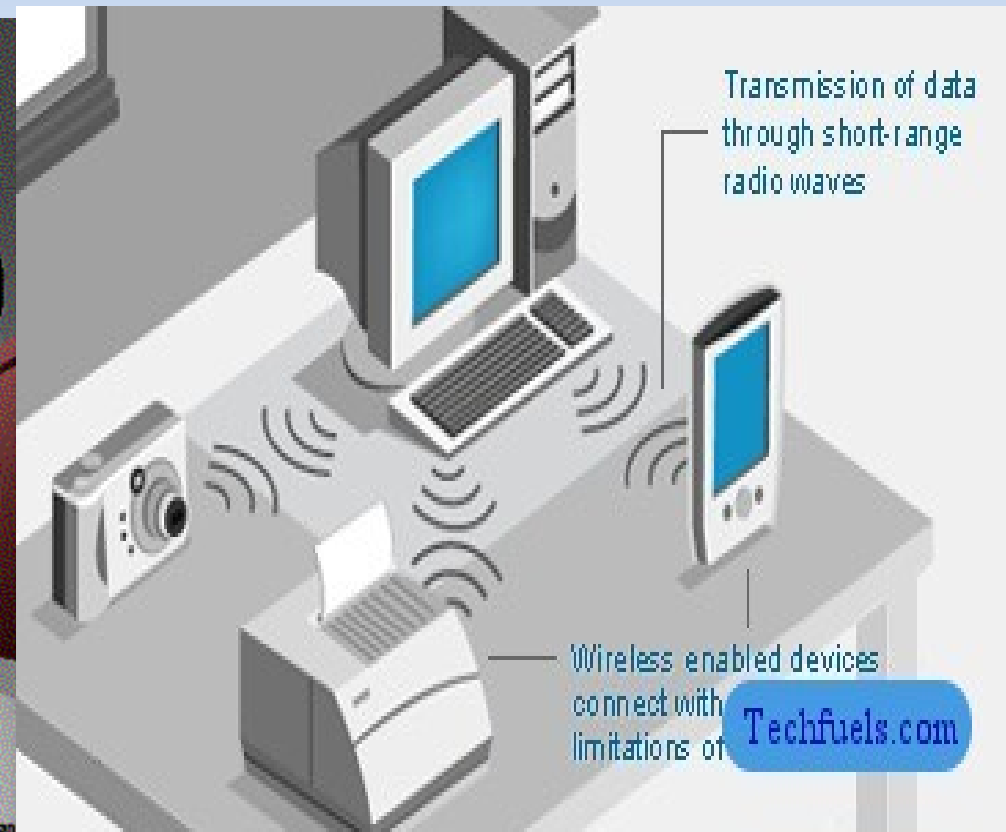 Transmission of data
through short-range
radio waves
Wireless enabled devices
connect with
limitations of
Techfuels.com